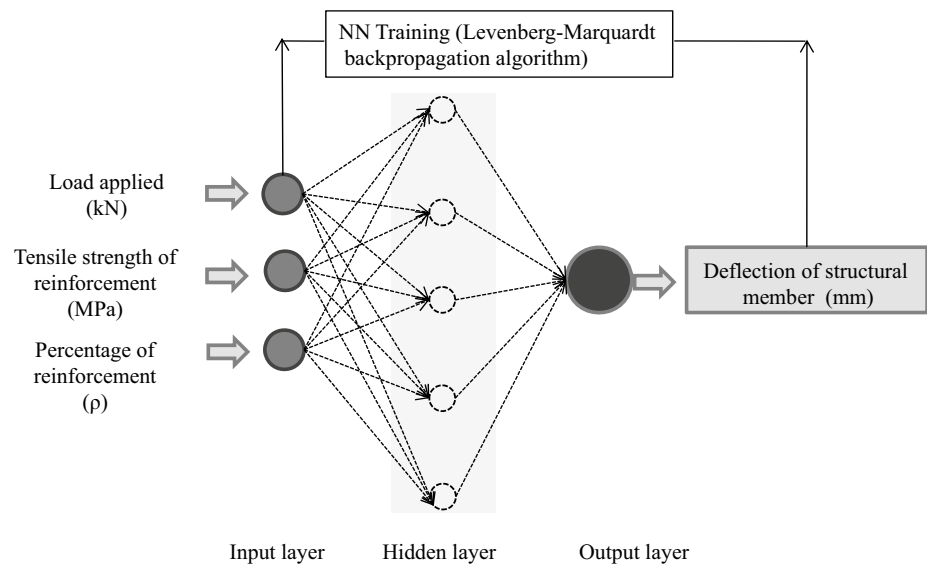 NN Training (Levenberg-Marquardt
backpropagation algorithm)
Load applied
(kN)
Tensile strength of
reinforcement
(MPa)
Percentage of
reinforcement
(ρ)
Deflection of structural
member (mm)
Input layer
Hidden layer
Output layer